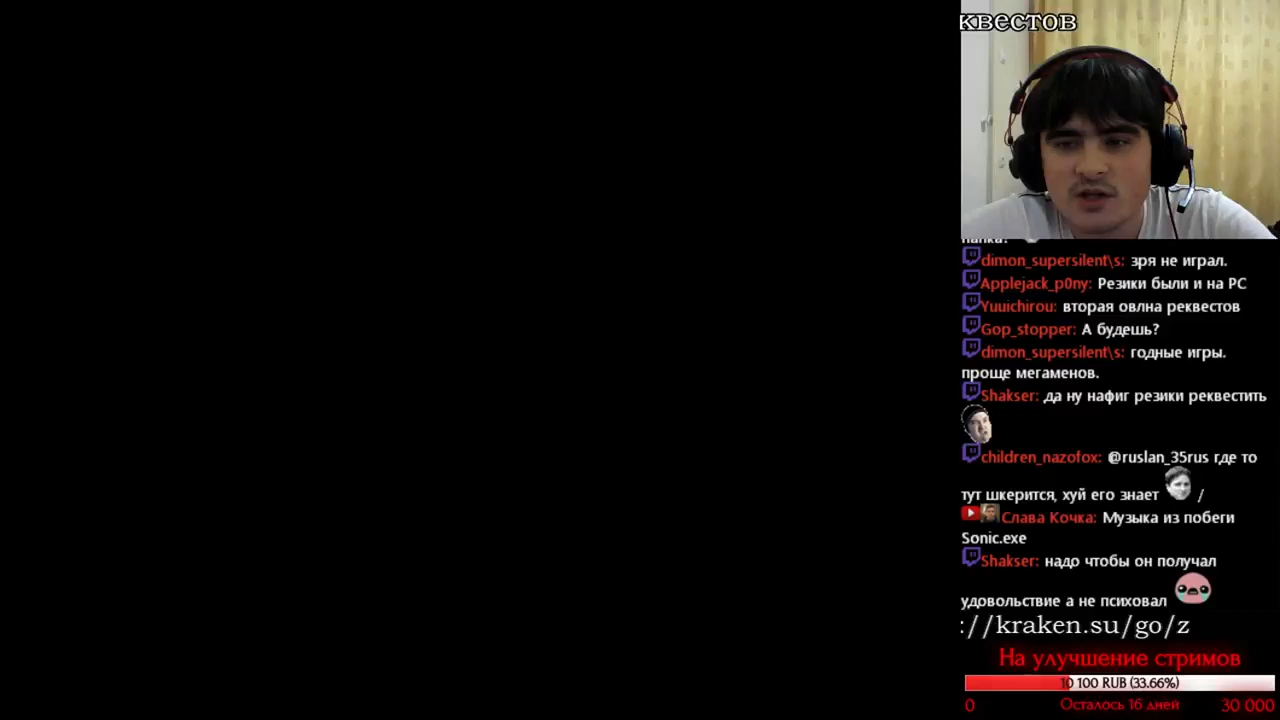 квестов
папка?
dimon_supersilent\s: зря не играл.
Applejack_p0ny: Резики были и на PC
Yuuichirou: вторая овлна реквестов
Gop_stopper: А будешь?
dimon_supersilent\s: годные игры.
проще мегаменов.
Shakser: да ну нафиг резики реквестить
children_nazofox: @ruslan_35rus где то
тут шкерится, хуй его знает /
Слава Кочка: Музыка из побеги
Sonic.exe
Shakser: надо чтобы он получал
удовольствие а не психовал
://kraken.su/go/z
На улучшение стримов
10 100 RUB (33.66%)
0 Осталось 16 дней 30 000